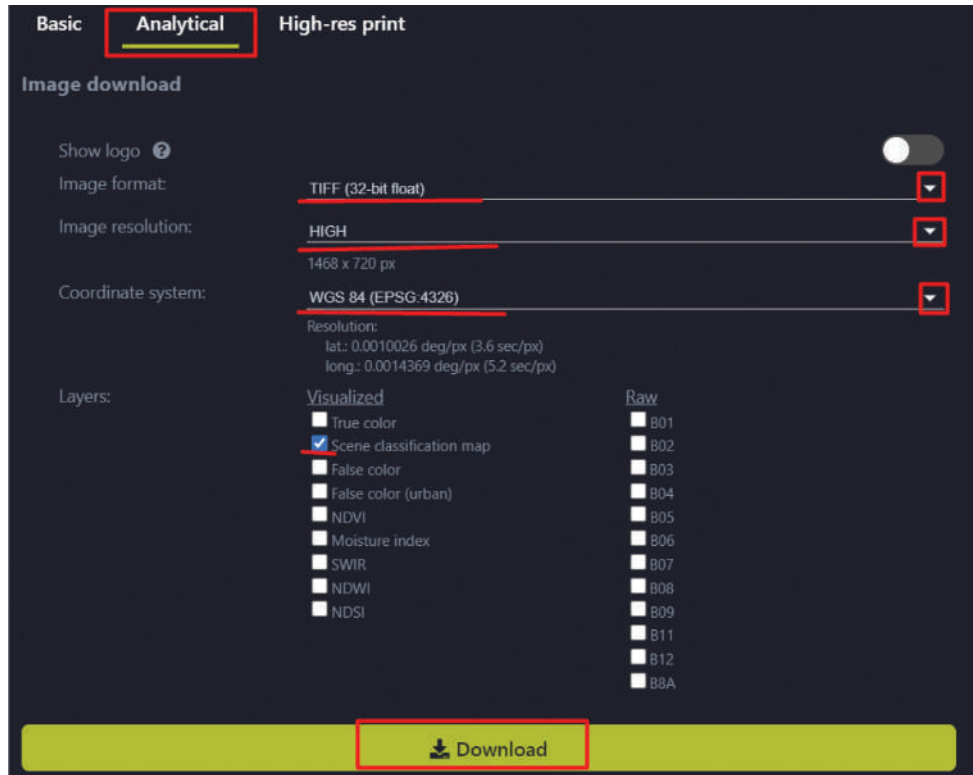 Basic Analytical High-res print
Image download
Show logo ?
Image format: TIFF (32-bit float)
Image resolution: HIGH
1468 x 720 px
Coordinate system: WGS 84 (EPSG:4326)
Resolution:
lat.: 0.0010026 deg/px (3.6 sec/px)
long.: 0.0014369 deg/px (5.2 sec/px)
Layers: Visualized Raw
True color B01
Scene classification map B02
False color B03
False color (urban) B04
NDVI B05
Moisture index B06
SWIR B07
NDWI B08
NDSI B09
B11
B12
B8A
Download